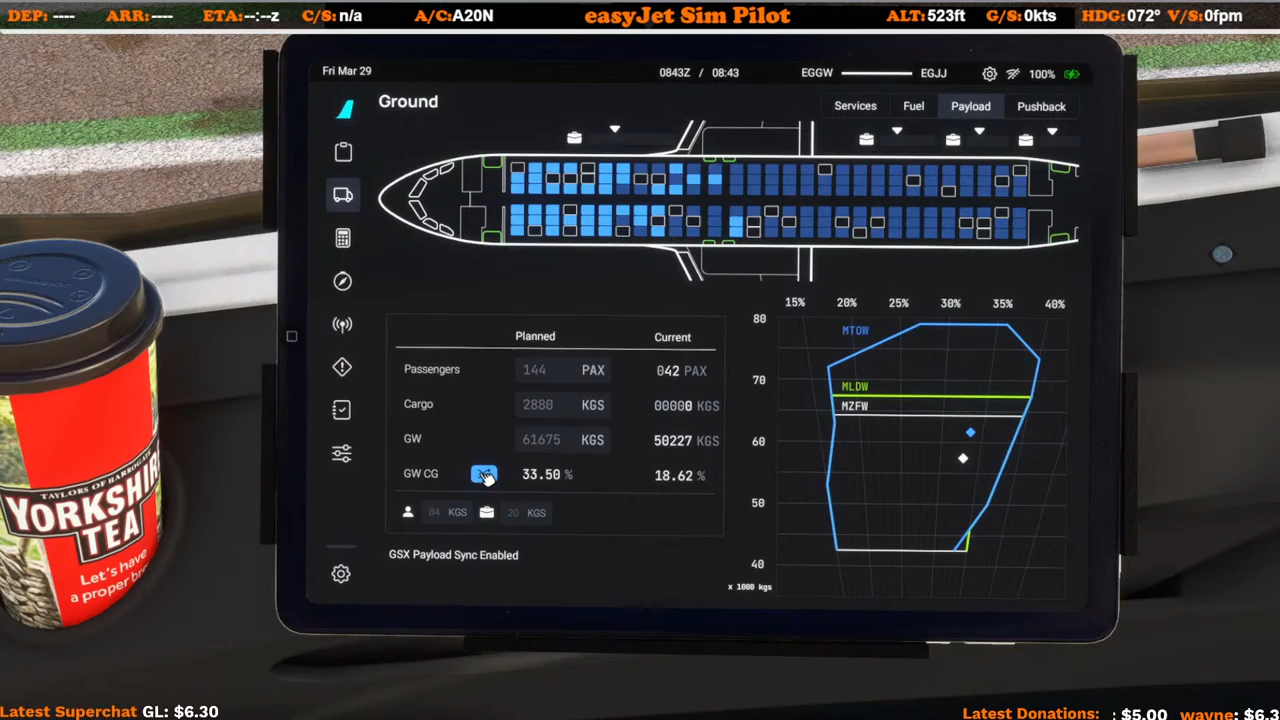 DEP: ---- ARR:---- ETA:--:--z C/S: n/a A/C:A20N easyJet Sim Pilot ALT:523ft G/S:0kts HDG:072° V/S:0fpm
Fri Mar 29 0843Z / 08:43 EGGW EGJJ 100%
Ground Services Fuel Payload Pushback
15% 20% 25% 30% 35% 40%
Planned Current
80 MTOW
Passengers 144 PAX 042 PAX
70 MLDW
Cargo 2880 KGS 00000 KGS
MZFW
GW 61675 KGS 50227 KGS
60
GW CG 33.50 % 18.62 %
50
84 KGS 20 KGS
GSX Payload Sync Enabled
40
x 1000 kgs
TAYLORS OF HARROGATE
YORKSHIRE
TEA
Let's have
a proper
Latest Superchat GL: $6.30 Latest Donations: : $5.00 wayne: $6.3